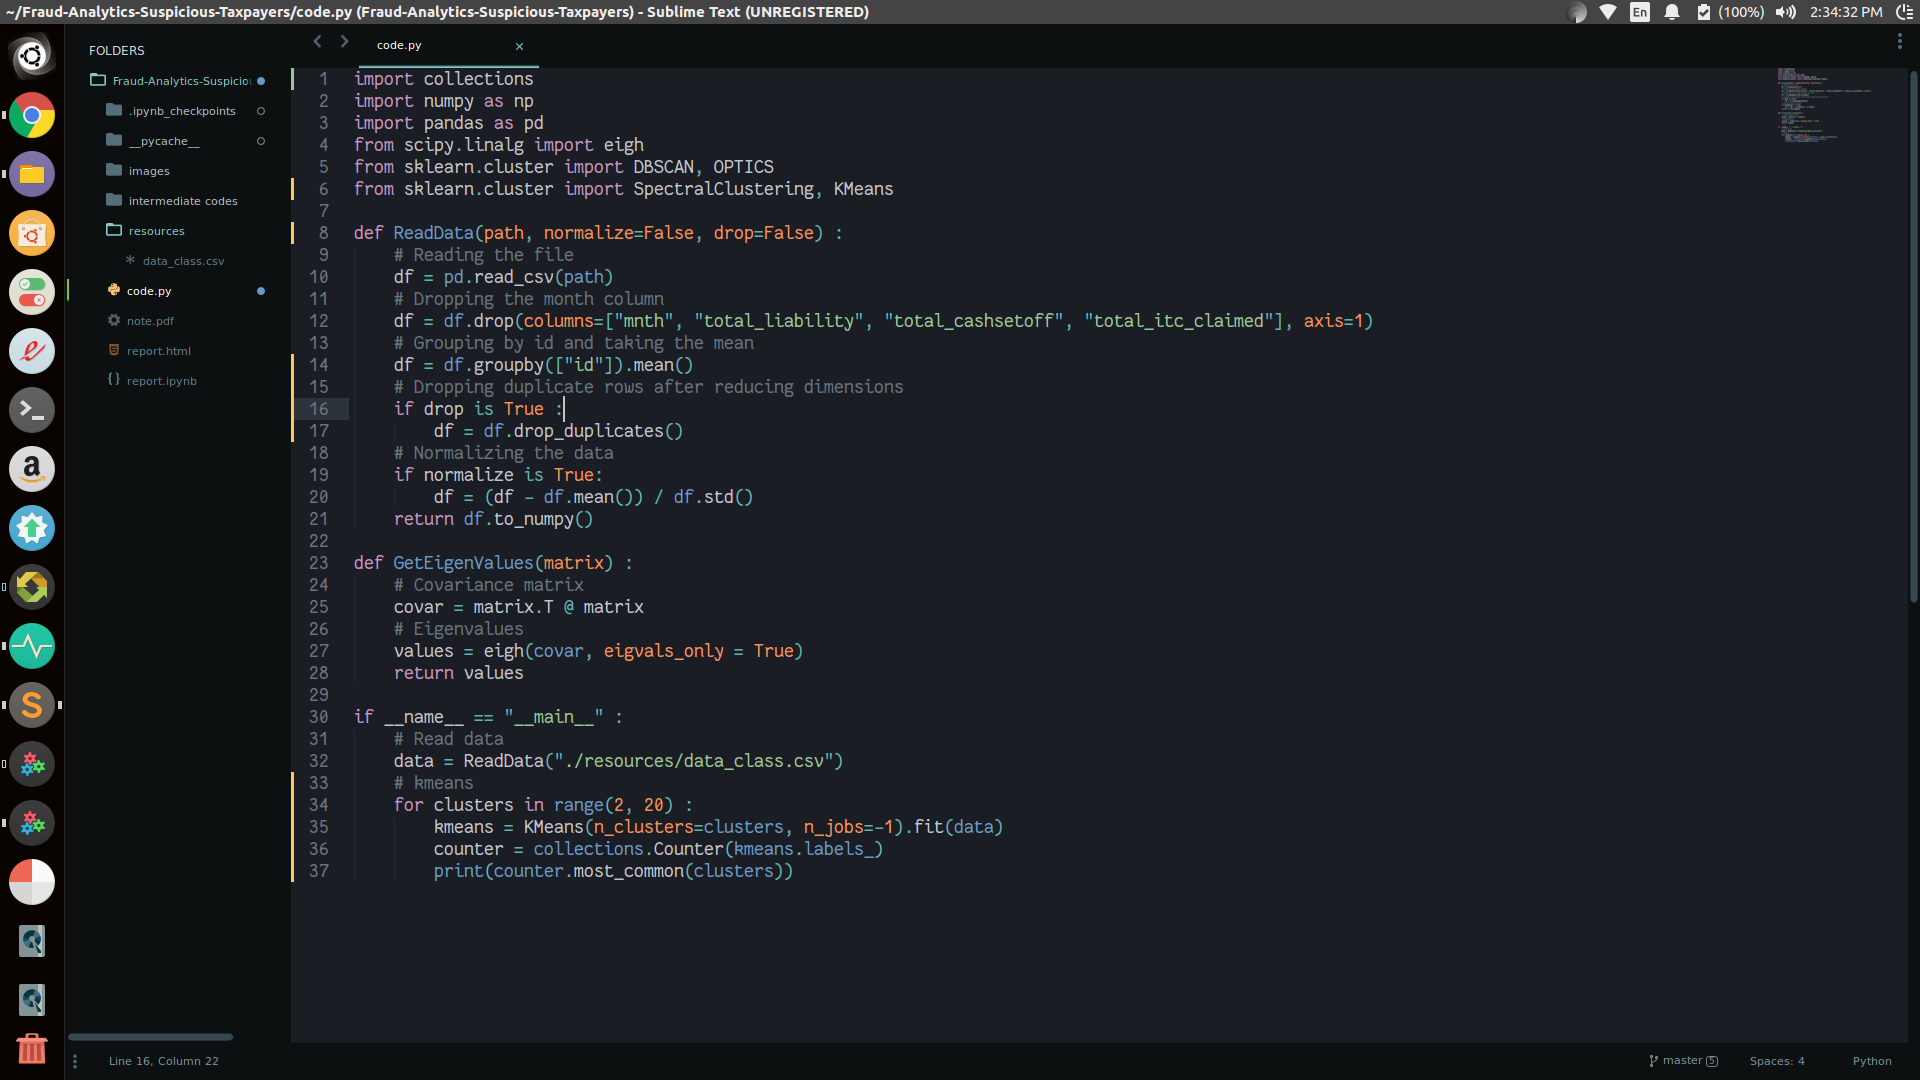 ~/Fraud-Analytics-Suspicious-Taxpayers/code.py (Fraud-Analytics-Suspicious-Taxpayers) - Sublime Text (UNREGISTERED)
En
(100%)
2:34:32 PM
FOLDERS
Fraud-Analytics-Suspicio
.ipynb_checkpoints
__pycache__
images
intermediate codes
resources
data_class.csv
code.py
note.pdf
report.html
report.ipynb
code.py
1 import collections
2 import numpy as np
3 import pandas as pd
4 from scipy.linalg import eigh
5 from sklearn.cluster import DBSCAN, OPTICS
6 from sklearn.cluster import SpectralClustering, KMeans
7
8 def ReadData(path, normalize=False, drop=False) :
9     # Reading the file
10     df = pd.read_csv(path)
11     # Dropping the month column
12     df = df.drop(columns=["mnth", "total_liability", "total_cashsetoff", "total_itc_claimed"], axis=1)
13     # Grouping by id and taking the mean
14     df = df.groupby(["id"]).mean()
15     # Dropping duplicate rows after reducing dimensions
16     if drop is True :
17         df = df.drop_duplicates()
18     # Normalizing the data
19     if normalize is True:
20         df = (df - df.mean()) / df.std()
21     return df.to_numpy()
22
23 def GetEigenValues(matrix) :
24     # Covariance matrix
25     covar = matrix.T @ matrix
26     # Eigenvalues
27     values = eigh(covar, eigvals_only = True)
28     return values
29
30 if __name__ == "__main__" :
31     # Read data
32     data = ReadData("./resources/data_class.csv")
33     # kmeans
34     for clusters in range(2, 20) :
35         kmeans = KMeans(n_clusters=clusters, n_jobs=-1).fit(data)
36         counter = collections.Counter(kmeans.labels_)
37         print(counter.most_common(clusters))
Line 16, Column 22
master 5
Spaces: 4
Python